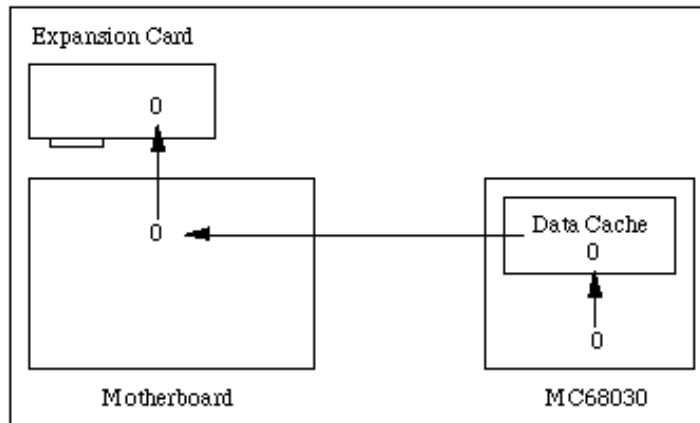 Expansion Card
0
0
Data Cache
0
0
Motherboard
MC68030